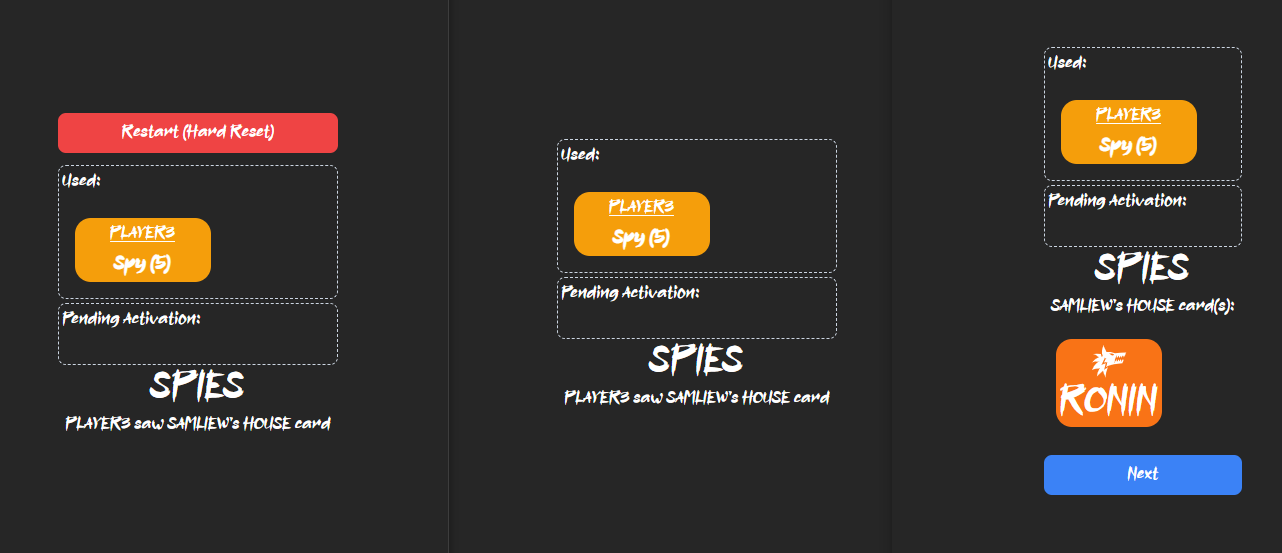 Restart (Hard Reset)
Used:
PLAYER3
Spy (5)
Pending Activation:
SPIES
PLAYER3 saw SAMLIEW's HOUSE card
Used:
PLAYER3
Spy (5)
Pending Activation:
SPIES
PLAYER3 saw SAMLIEW's HOUSE card
Used:
PLAYER3
Spy (5)
Pending Activation:
SPIES
SAMLIEW's HOUSE card(s):
RONIN
Next